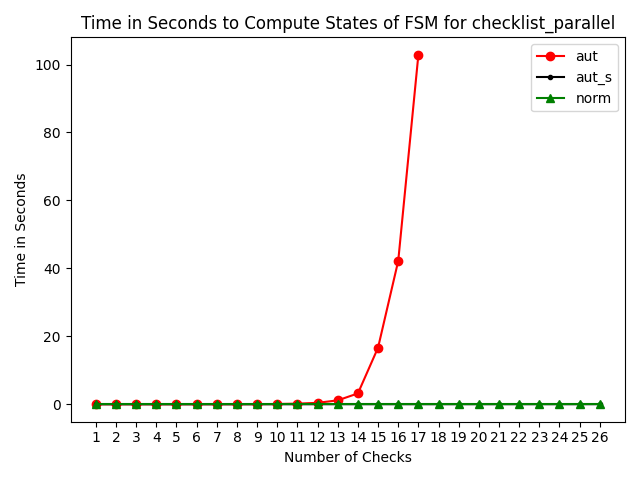 Time in Seconds to Compute States of FSM for checklist_parallel
aut
aut_s
norm
Time in Seconds
100
80
60
40
20
0
1 2 3 4 5 6 7 8 9 10 11 12 13 14 15 16 17 18 19 20 21 22 23 24 25 26
Number of Checks